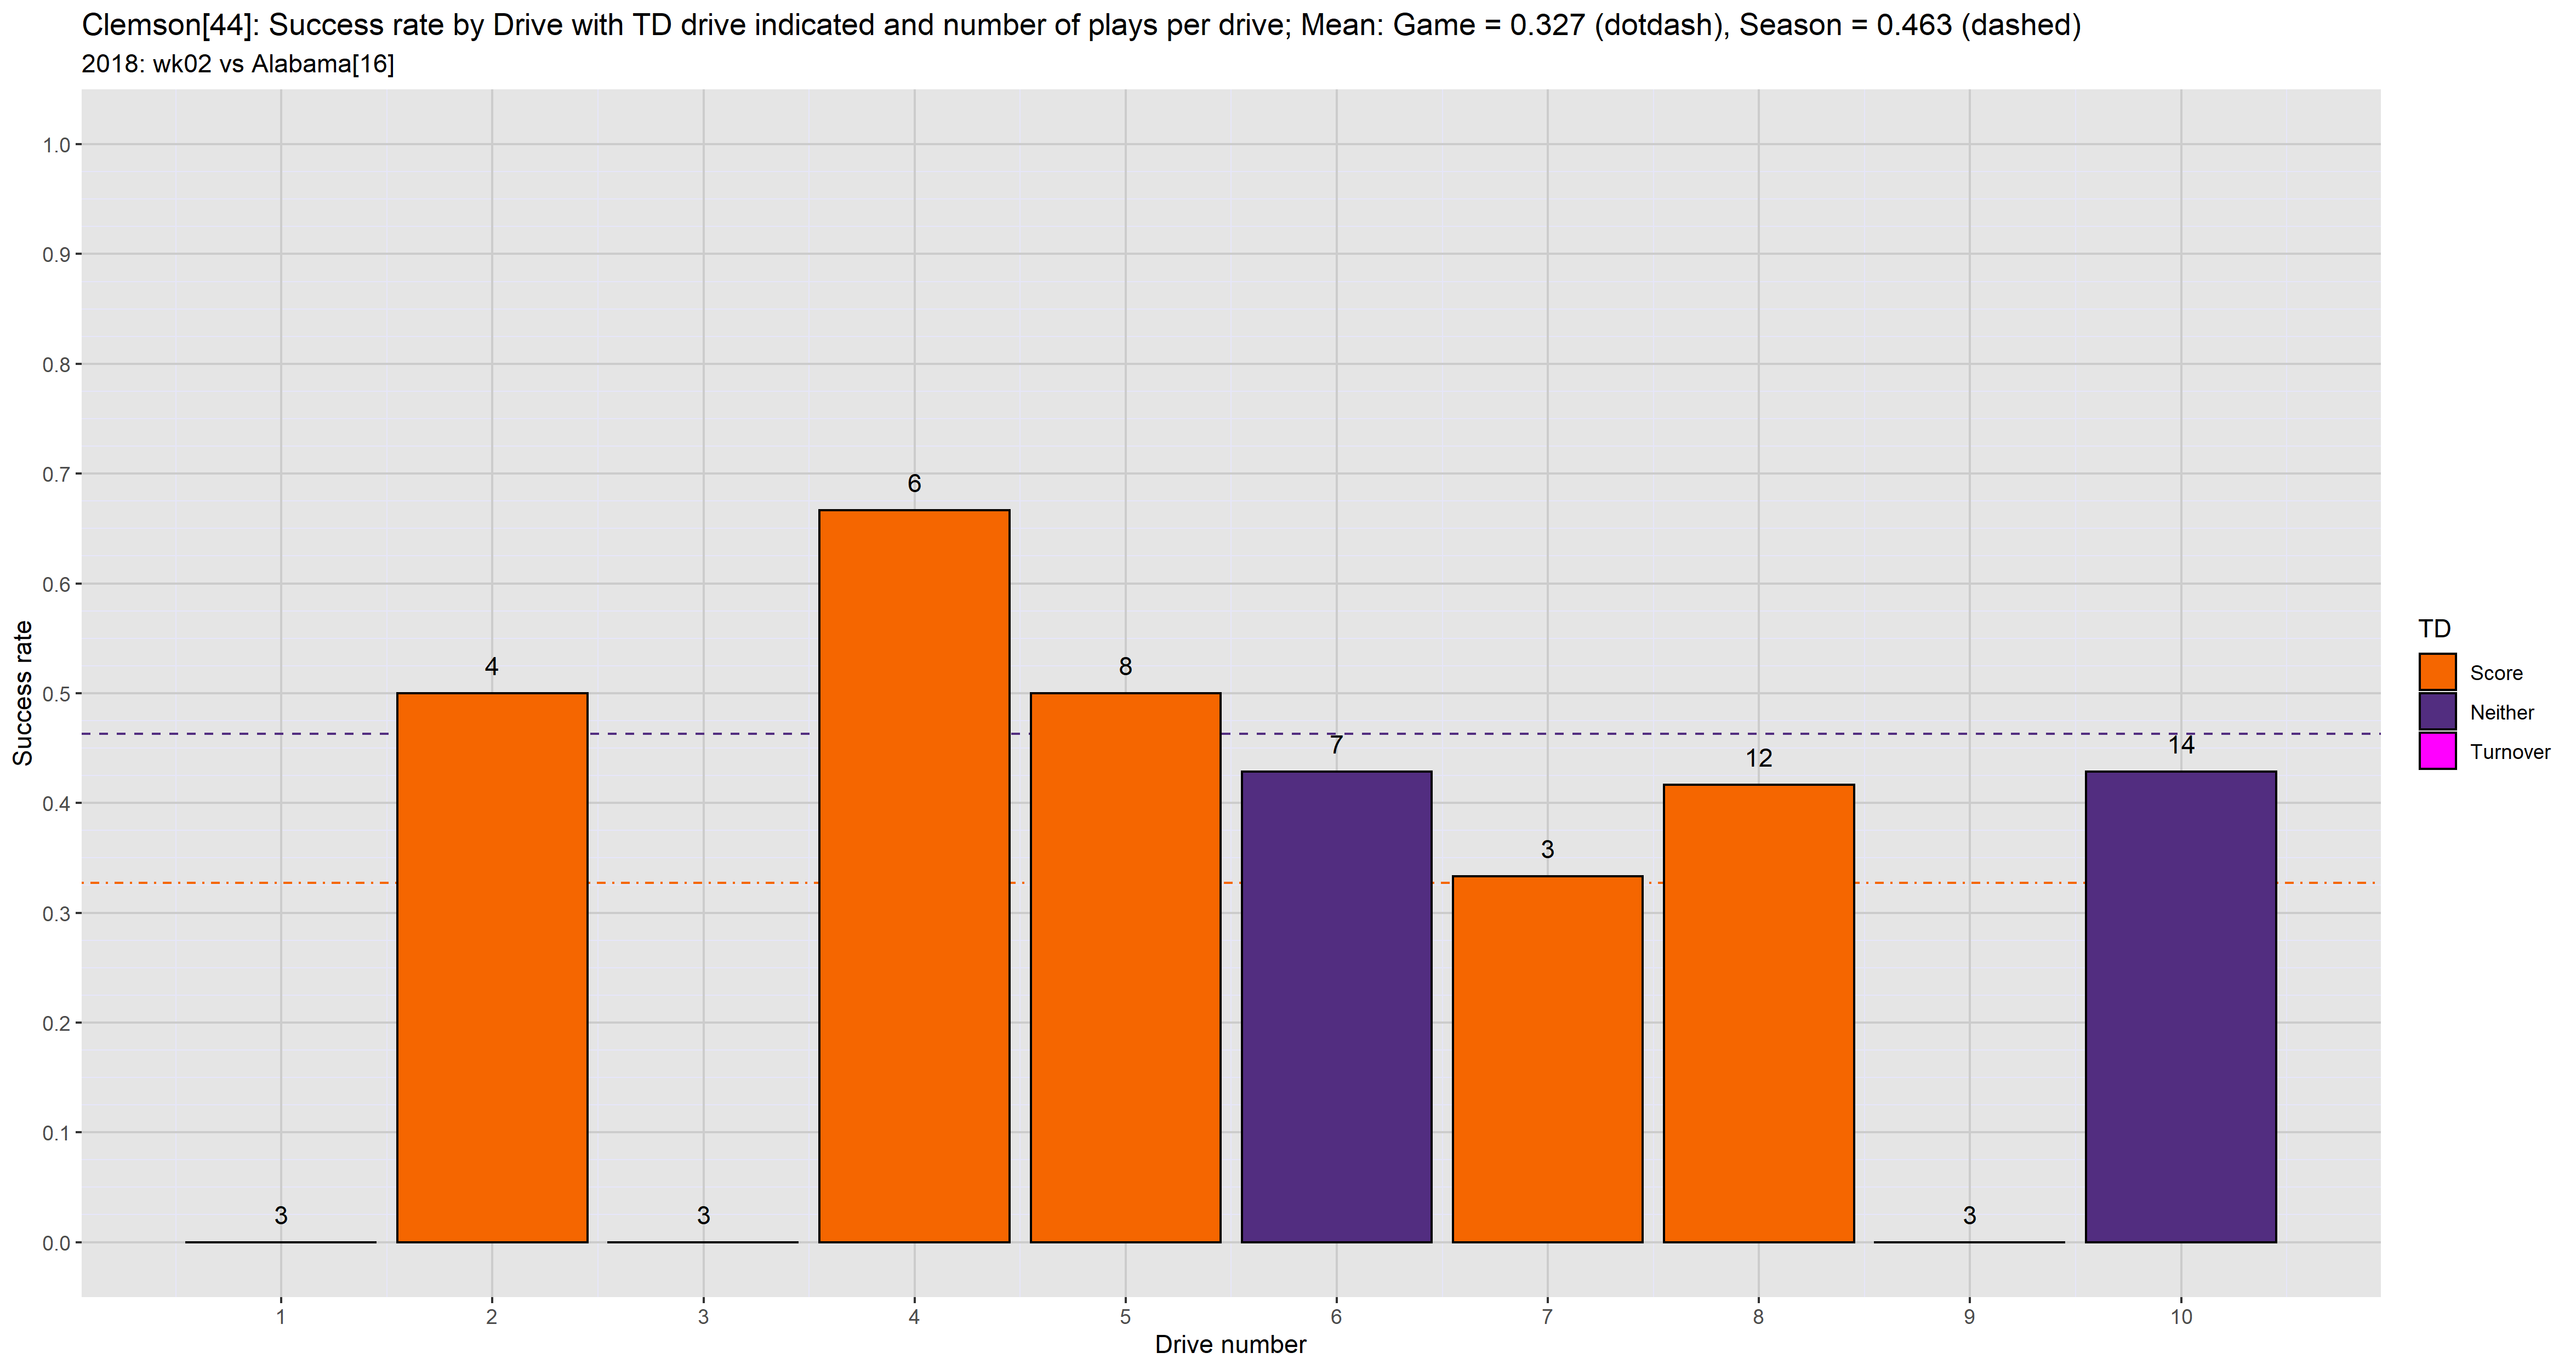 Clemson[44]: Success rate by Drive with TD drive indicated and number of plays per drive; Mean: Game = 0.327 (dotdash), Season = 0.463 (dashed)
2018: wk02 vs Alabama[16]
1.0
0.9
0.8
0.7
0.6
0.5
0.4
0.3
0.2
0.1
0.0
Success rate
3
4
3
6
8
7
3
12
3
14
1 2 3 4 5 6 7 8 9 10
Drive number
TD
Score
Neither
Turnover